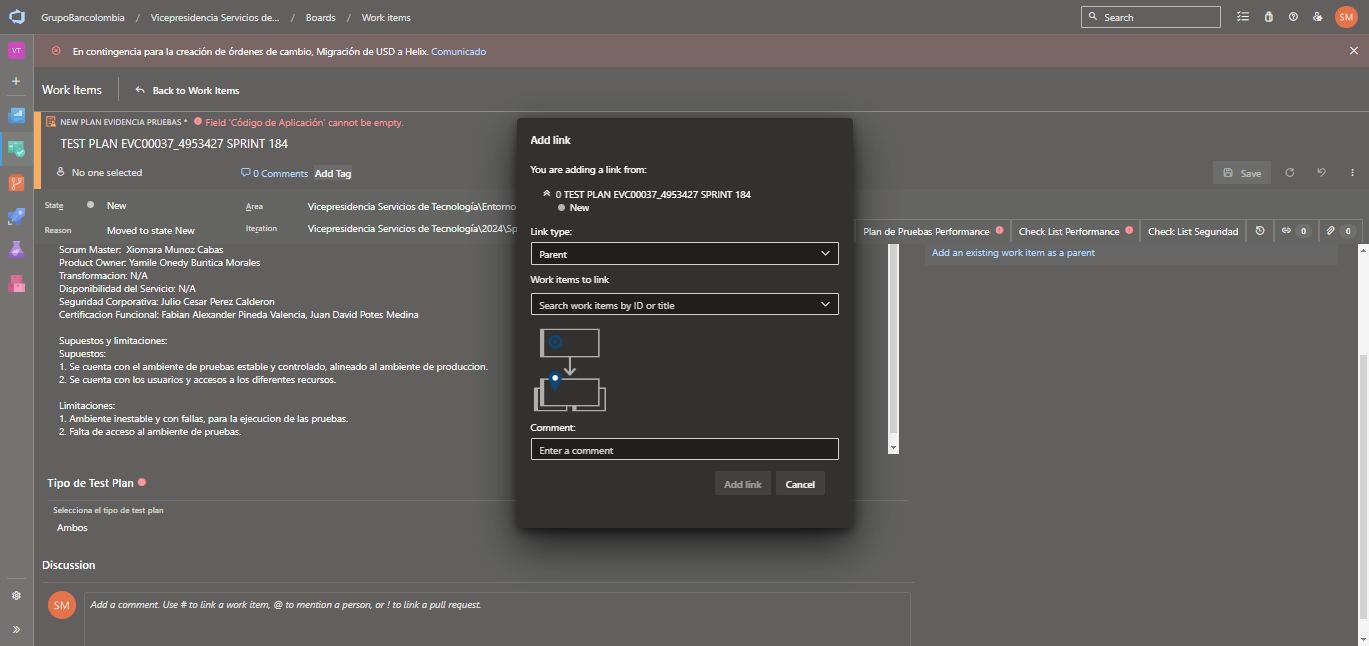 GrupoBancolombia / Vicepresidencia Servicios de... / Boards / Work items
Search
SM
VT
En contingencia para la creación de órdenes de cambio, Migración de USD a Helix. Comunicado
Work Items
Back to Work Items
NEW PLAN EVIDENCIA PRUEBAS * Field 'Código de Aplicación' cannot be empty.
TEST PLAN EVC00037_4953427 SPRINT 184
No one selected
0 Comments
Add Tag
Save
State
New
Area
Vicepresidencia Servicios de Tecnología\Entorno
Reason
Moved to state New
Iteration
Vicepresidencia Servicios de Tecnología\2024\Sp
Plan de Pruebas Performance
Check List Performance
Check List Seguridad
0
0
Add an existing work item as a parent
Scrum Master: Xiomara Munoz Cabas
Product Owner: Yamile Onedy Buritica Morales
Transformacion: N/A
Disponibilidad del Servicio: N/A
Seguridad Corporativa: Julio Cesar Perez Calderon
Certificacion Funcional: Fabian Alexander Pineda Valencia, Juan David Potes Medina
Supuestos y limitaciones:
Supuestos:
1. Se cuenta con el ambiente de pruebas estable y controlado, alineado al ambiente de produccion.
2. Se cuenta con los usuarios y accesos a los diferentes recursos.
Limitaciones:
1. Ambiente inestable y con fallas, para la ejecucion de las pruebas.
2. Falta de acceso al ambiente de pruebas.
Tipo de Test Plan
Selecciona el tipo de test plan
Ambos
Discussion
SM
Add a comment. Use # to link a work item, @ to mention a person, or ! to link a pull request.
Add link
You are adding a link from:
0 TEST PLAN EVC00037_4953427 SPRINT 184
New
Link type:
Parent
Work items to link
Search work items by ID or title
Comment:
Enter a comment
Add link
Cancel